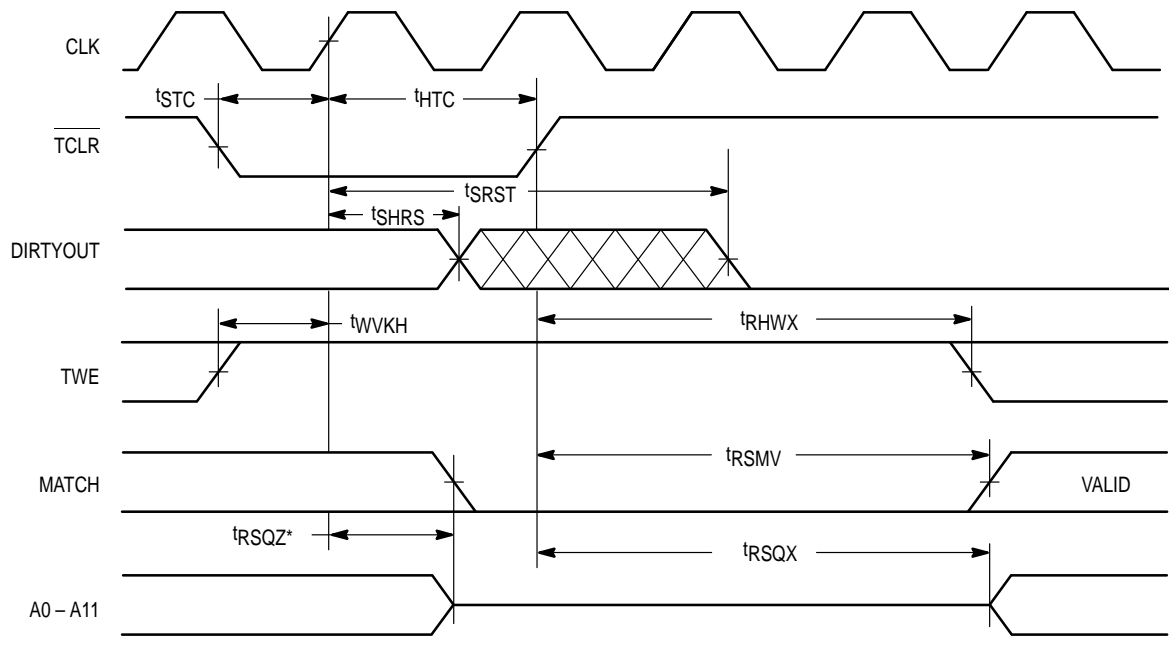 CLK
tSTC
tHTC
TCLR
tSRST
tSHRS
DIRTYOUT
tWVKH
tRHWX
TWE
tRSMV
MATCH
VALID
tRSQZ*
tRSQX
A0 – A11